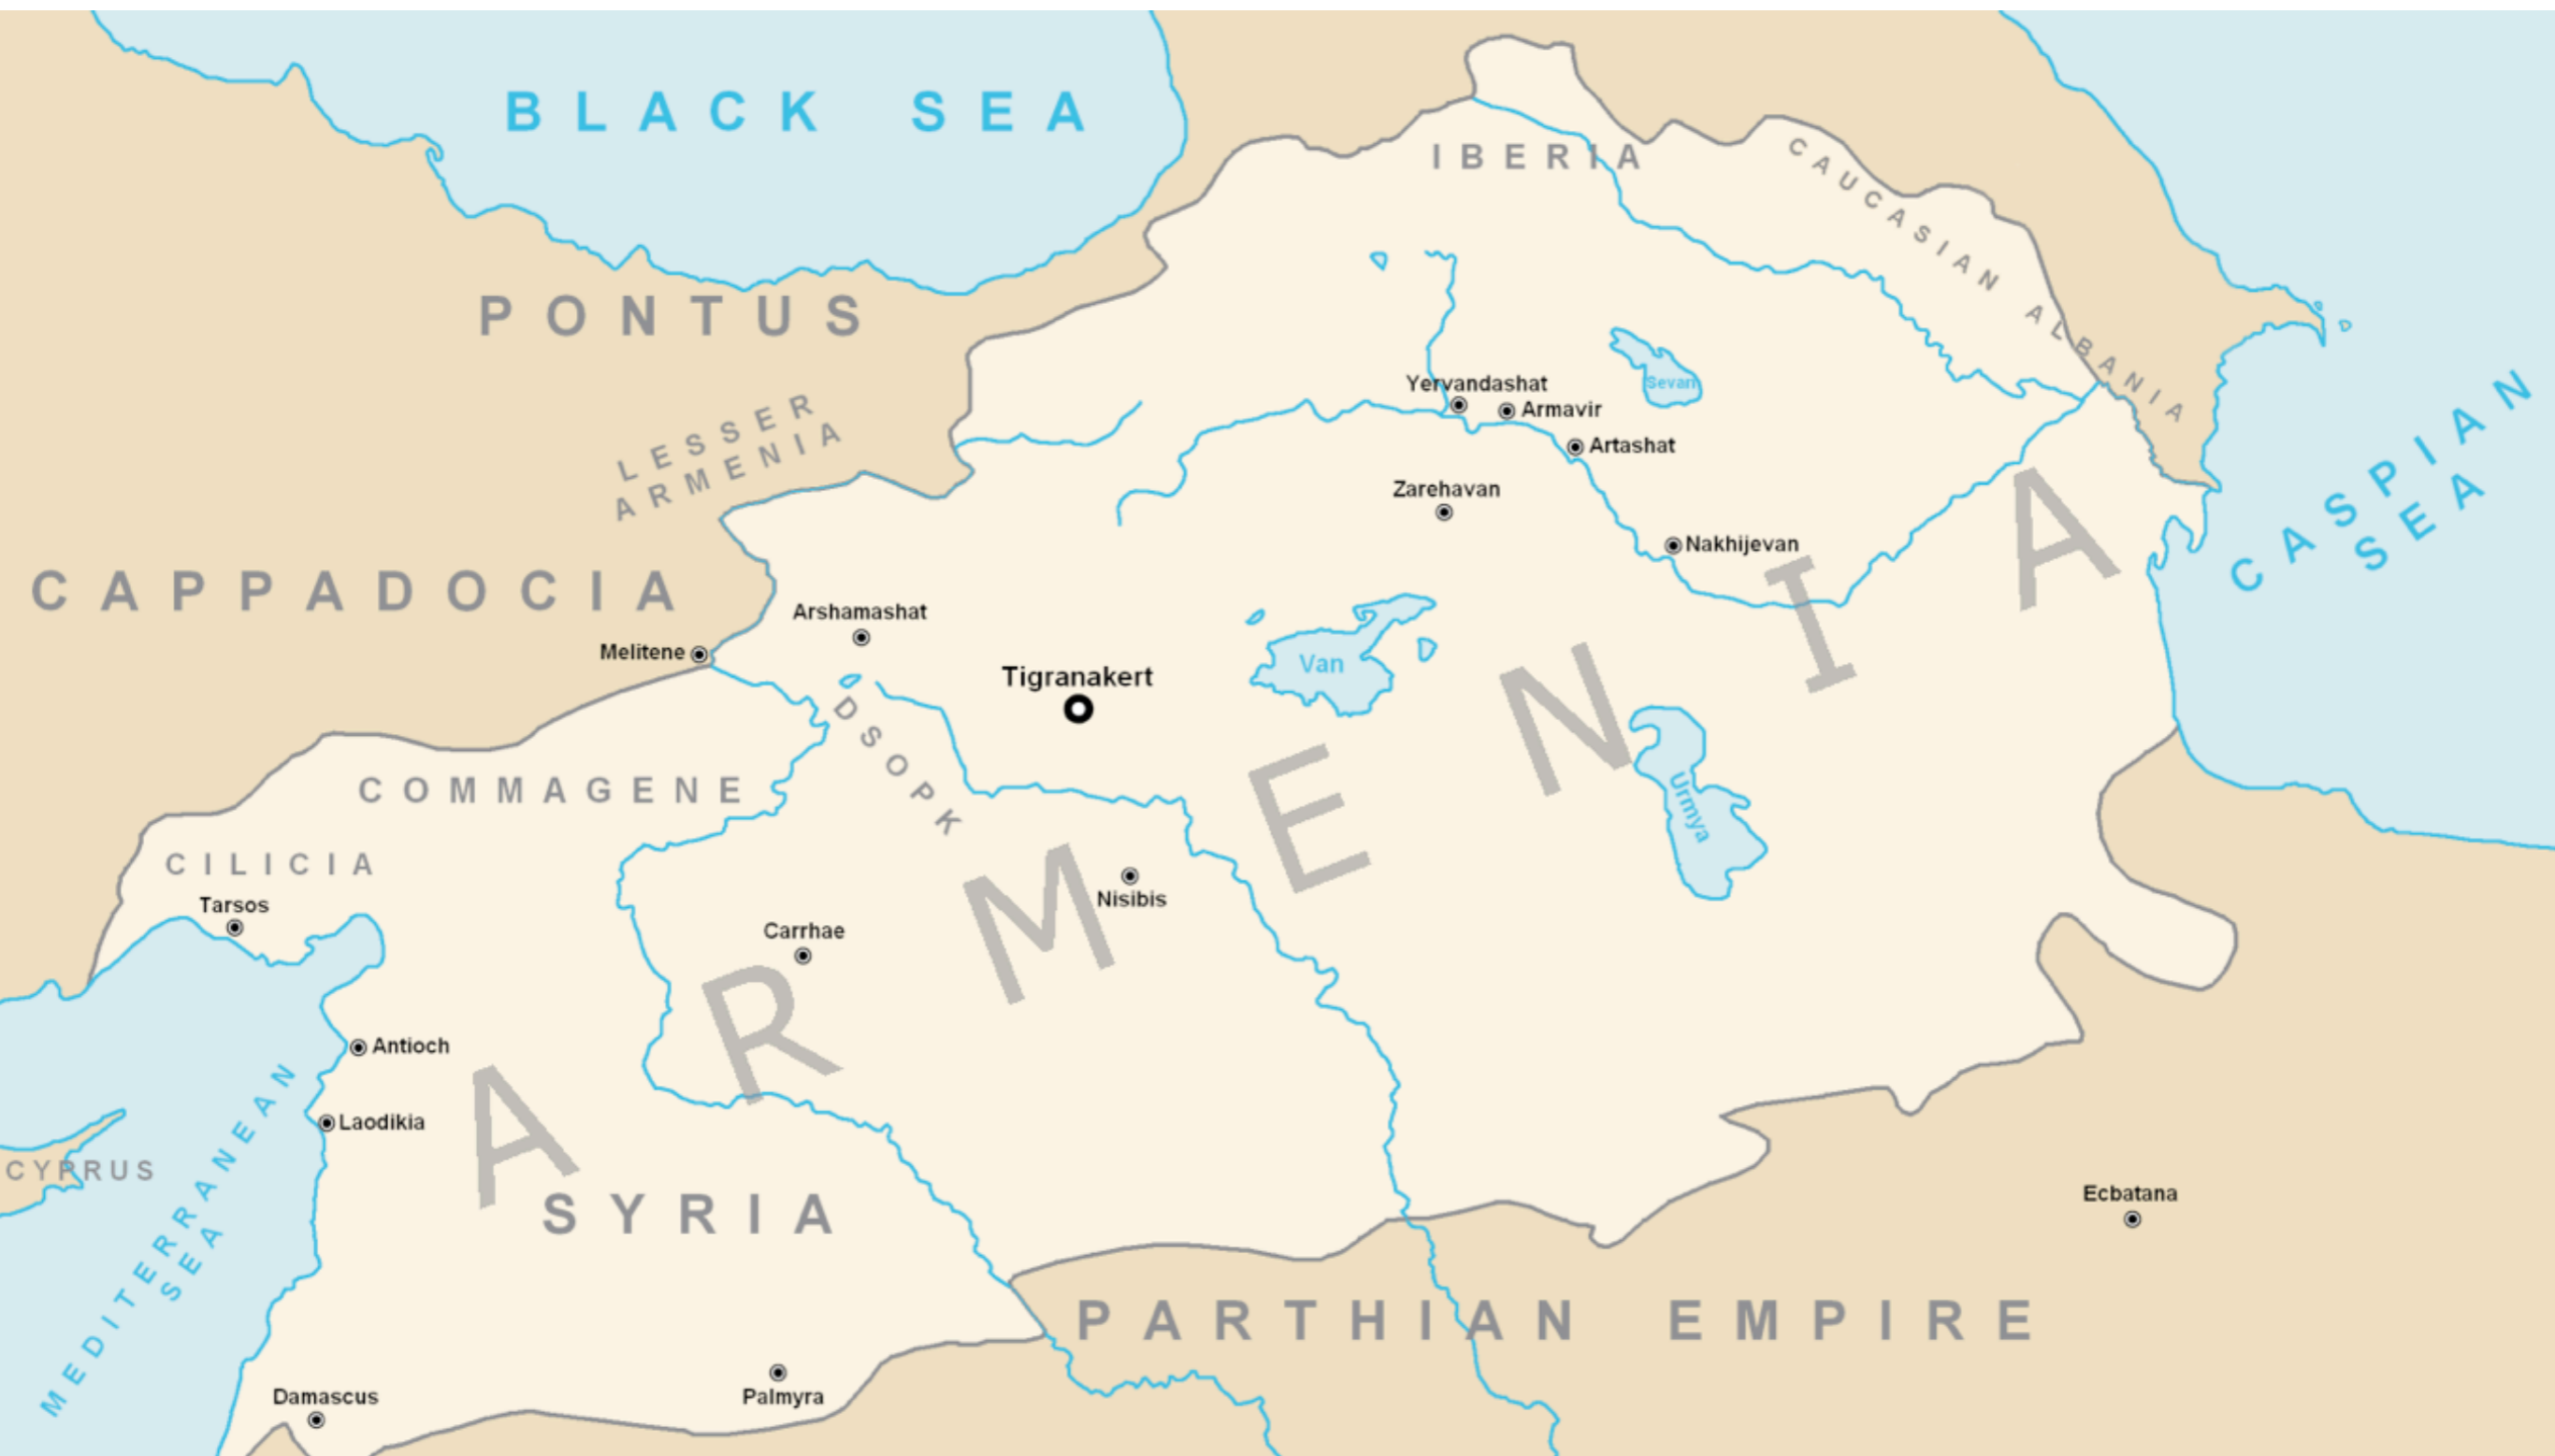 BLACK SEA
IBERIA
CAUCASIAN ALBANIA
PONTUS
LESSER
ARMENIA
Yervandashat
Sevan
Armavir
Artashat
CASPIAN
SEA
Zarehavan
Nakhijevan
CAPPADOCIA
Arshamashat
Melitene
Tigranakert
Van
DSOPK
COMMAGENE
Urmya
CILICIA
Tarsos
Nisibis
Carrhae
ARMENIA
Antioch
Laodikia
CYPRUS
MEDITERRANEAN
SEA
SYRIA
Ecbatana
PARTHIAN EMPIRE
Palmyra
Damascus